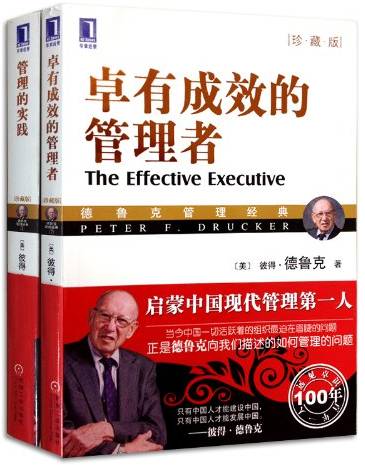 管理的实践
[珍藏版]
[美] 彼得·
卓有成效的管理者
[珍藏版]
[美] 彼得·
[珍·藏·版]
卓有成效的
管理者
The Effective Executive
德鲁克管理经典
PETER F. DRUCKER
[美] 彼得·德鲁克 著
启蒙中国现代管理第一人
当今中国一切活跃着的组织最迫在眉睫的问题
正是德鲁克向我们描述的如何管理的问题
100年
只有中国人才能建设中国，
只有中国人才能发展中国。
——彼得·德鲁克